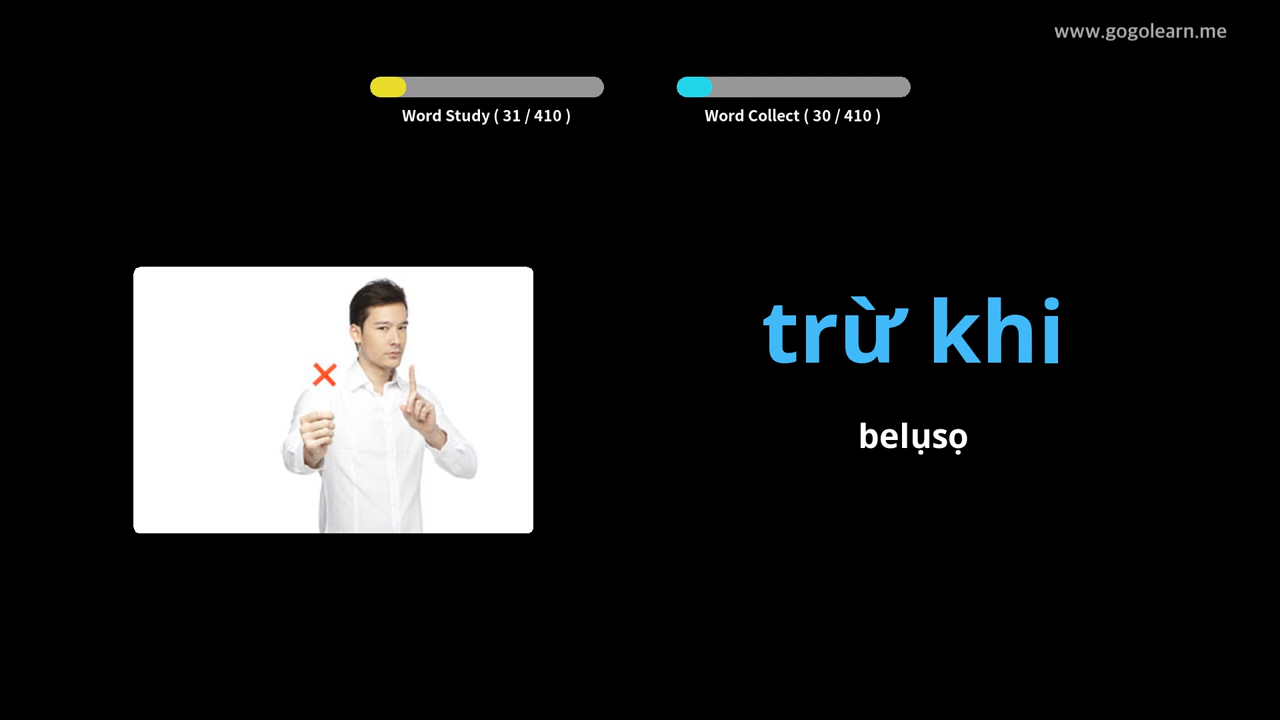 www.gogolearn.me
Word Study ( 31 / 410 )
Word Collect ( 30 / 410 )
trừ khi
belụsọ